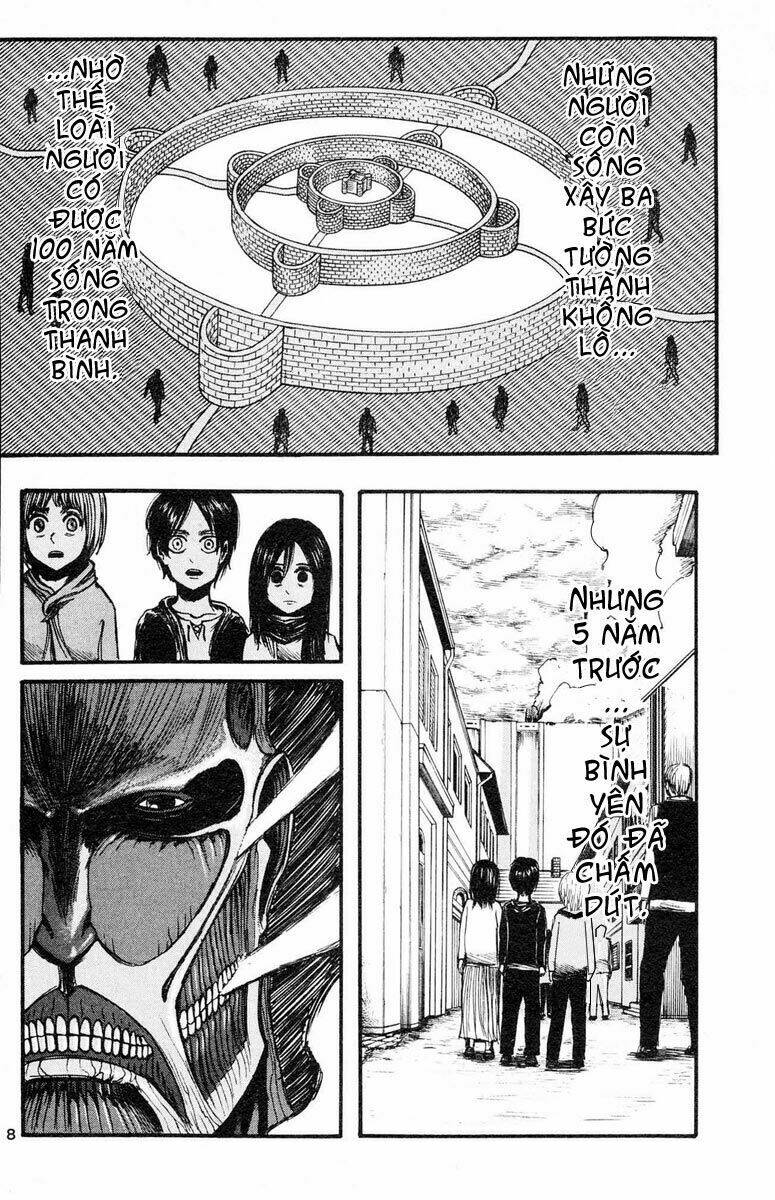 NHỮNG
NGƯỜI
CÒN
SỐNG
XÂY BA
BỨC
TƯỜNG
THÀNH
KHỔNG
LỒ...
...NHỜ
THẾ,
LOÀI
NGƯỜI
CÓ
ĐƯỢC
100 NĂM
SỐNG
TRONG
THANH
BÌNH.
NHƯNG
5 NĂM
TRƯỚC
...
SỰ
BÌNH
YÊN
ĐÓ ĐÃ
CHẤM
DỨT.
8